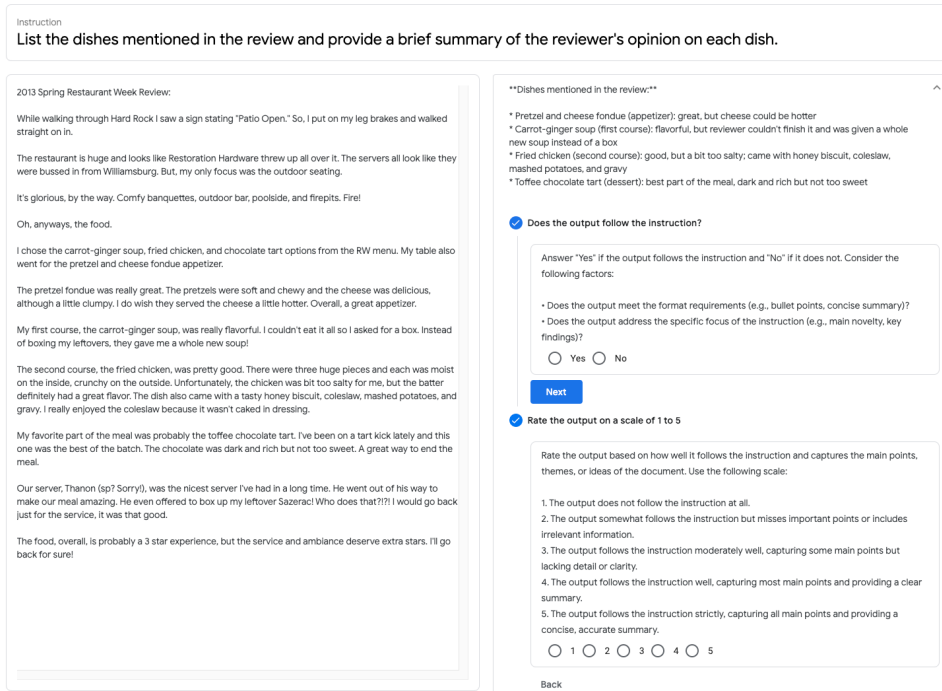 Instruction
List the dishes mentioned in the review and provide a brief summary of the reviewer's opinion on each dish.
2013 Spring Restaurant Week Review:
While walking through Hard Rock I saw a sign stating "Patio Open." So, I put on my leg brakes and walked
straight on in.
The restaurant is huge and looks like Restoration Hardware threw up all over it. The servers all look like they
were bussed in from Williamsburg. But, my only focus was the outdoor seating.
It's glorious, by the way. Comfy banquettes, outdoor bar, poolside, and firepits. Fire!
Oh, anyways, the food.
I chose the carrot-ginger soup, fried chicken, and chocolate tart options from the RW menu. My table also
went for the pretzel and cheese fondue appetizer.
The pretzel fondue was really great. The pretzels were soft and chewy and the cheese was delicious,
although a little clumpy. I do wish they served the cheese a little hotter. Overall, a great appetizer.
My first course, the carrot-ginger soup, was really flavorful. I couldn't eat it all so I asked for a box. Instead
of boxing my leftovers, they gave me a whole new soup!
The second course, the fried chicken, was pretty good. There were three huge pieces and each was moist
on the inside, crunchy on the outside. Unfortunately, the chicken was bit too salty for me, but the batter
definitely had a great flavor. The dish also came with a tasty honey biscuit, coleslaw, mashed potatoes, and
gravy. I really enjoyed the coleslaw because it wasn't caked in dressing.
My favorite part of the meal was probably the toffee chocolate tart. I've been on a tart kick lately and this
one was the best of the batch. The chocolate was dark and rich but not too sweet. A great way to end the
meal.
Our server, Thanon (sp? Sorry!), was the nicest server I've had in a long time. He went out of his way to
make our meal amazing. He even offered to box up my leftover Sazerac! Who does that?!?! I would go back
just for the service, it was that good.
The food, overall, is probably a 3 star experience, but the service and ambiance deserve extra stars. I'll go
back for sure!
**Dishes mentioned in the review:**
* Pretzel and cheese fondue (appetizer): great, but cheese could be hotter
* Carrot-ginger soup (first course): flavorful, but reviewer couldn't finish it and was given a whole
new soup instead of a box
* Fried chicken (second course): good, but a bit too salty; came with honey biscuit, coleslaw,
mashed potatoes, and gravy
* Toffee chocolate tart (dessert): best part of the meal, dark and rich but not too sweet
Does the output follow the instruction?
Answer "Yes" if the output follows the instruction and "No" if it does not. Consider the
following factors:
• Does the output meet the format requirements (e.g., bullet points, concise summary)?
• Does the output address the specific focus of the instruction (e.g., main novelty, key
findings)?
Yes No
Next
Rate the output on a scale of 1 to 5
Rate the output based on how well it follows the instruction and captures the main points,
themes, or ideas of the document. Use the following scale:
1. The output does not follow the instruction at all.
2. The output somewhat follows the instruction but misses important points or includes
irrelevant information.
3. The output follows the instruction moderately well, capturing some main points but
lacking detail or clarity.
4. The output follows the instruction well, capturing most main points and providing a clear
summary.
5. The output follows the instruction strictly, capturing all main points and providing a
concise, accurate summary.
1 2 3 4 5
Back